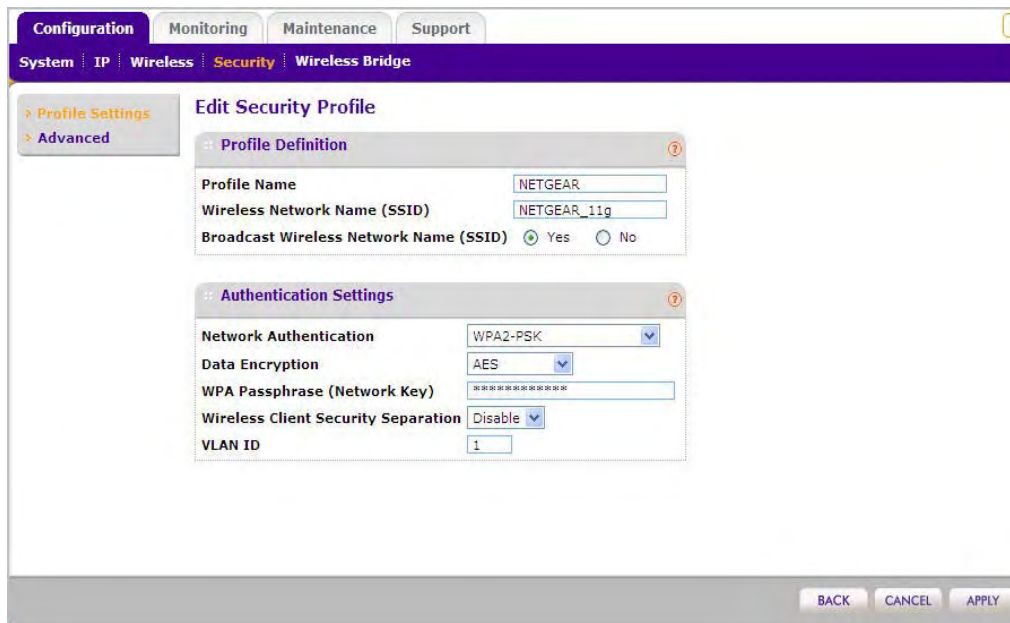 Configuration Monitoring Maintenance Support
System IP Wireless Security Wireless Bridge
Profile Settings
Advanced
Edit Security Profile
Profile Definition ?
Profile Name NETGEAR
Wireless Network Name (SSID) NETGEAR_11g
Broadcast Wireless Network Name (SSID) Yes No
Authentication Settings ?
Network Authentication WPA2-PSK
Data Encryption AES
WPA Passphrase (Network Key) ************
Wireless Client Security Separation Disable
VLAN ID 1
BACK CANCEL APPLY